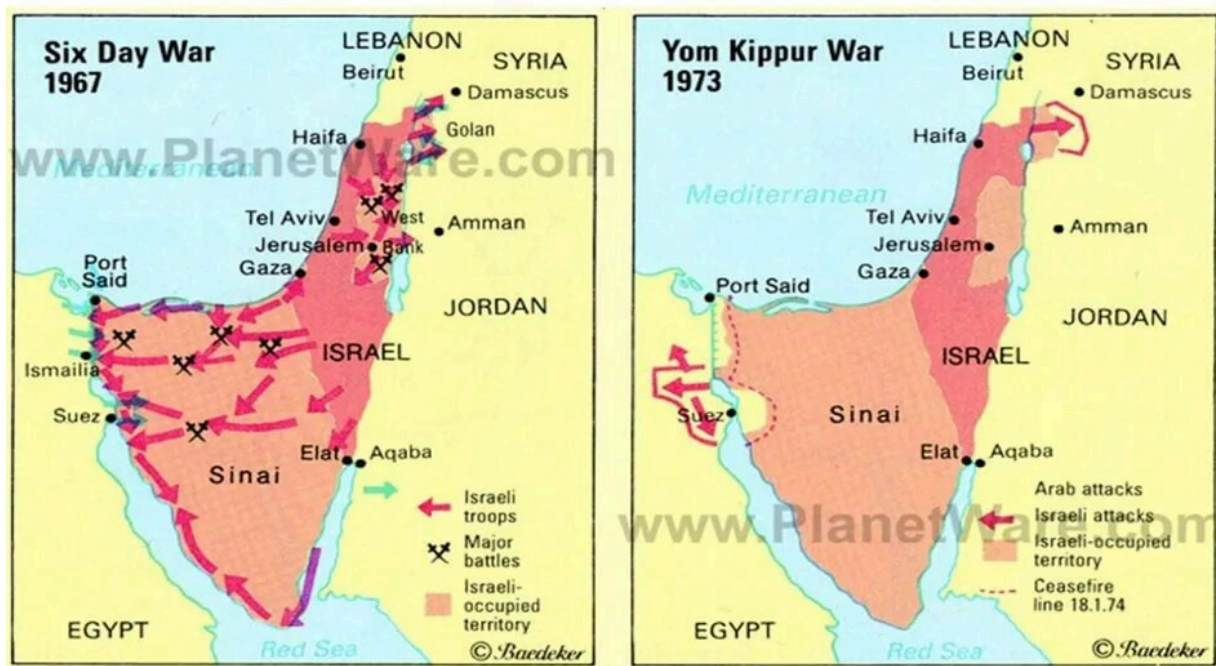 Six Day War
1967
LEBANON
Beirut
SYRIA
Damascus
Haifa
Golan
www.PlanetWare.com
Mediterranean
Tel Aviv
West
Bank
Jerusalem
Amman
Gaza
Port
Said
JORDAN
ISRAEL
Ismailia
Suez
Elat
Aqaba
Sinai
Israeli
troops
Major
battles
Israeli-
occupied
territory
EGYPT
Red Sea
© Baedeker
Yom Kippur War
1973
LEBANON
Beirut
SYRIA
Damascus
Haifa
Mediterranean
Tel Aviv
Jerusalem
Amman
Gaza
Port Said
JORDAN
ISRAEL
Suez
Sinai
Elat
Aqaba
Arab attacks
Israeli attacks
www.PlanetWare.com
Israeli-occupied
territory
Ceasefire
line 18.1.74
EGYPT
Red Sea
© Baedeker